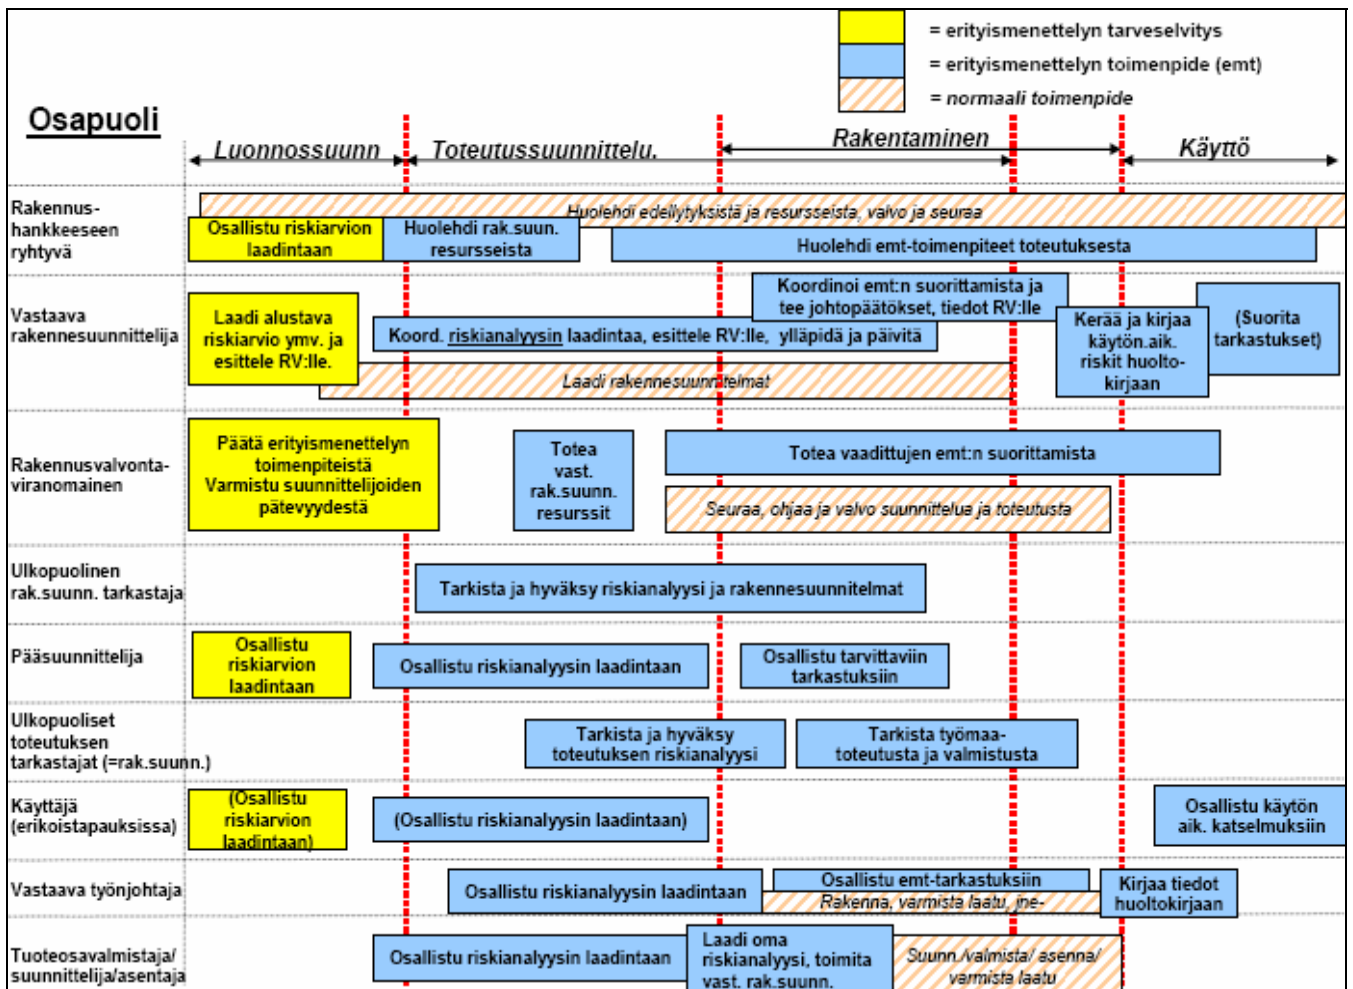 = erityismenettelyn tarveselvitys
= erityismenettelyn toimenpide (emt)
= normaali toimenpide
Osapuoli
Luonnossuunn
Toteutussuunnittelu.
Rakentaminen
Käyttö
Rakennus-
hankkeeseen
ryhtyvä
Huolehdi edellytyksistä ja resursseista, valvo ja seuraa
Osallistu riskiarvion
laadintaan
Huolehdi rak.suun.
resursseista
Huolehdi emt-toimenpiteet toteutuksesta
Vastaava
rakennesuunnittelija
Laadi alustava
riskiarvio ymv. ja
esittele RV:lle.
Koordinoi emt:n suorittamista ja
tee johtopäätökset, tiedot RV:lle
Koord. riskianalyysin laadintaa, esittele RV:lle, ylläpidä ja päivitä
Laadi rakennesuunnitelmat
Kerää ja kirjaa
käytön.aik.
riskit huolto-
kirjaan
(Suorita
tarkastukset)
Rakennusvalvonta-
viranomainen
Päätä erityismenettelyn
toimenpiteistä
Varmistu suunnittelijoiden
pätevyydestä
Totea
vast.
rak.suunn.
resurssit
Totea vaadittujen emt:n suorittamista
Seuraa, ohjaa ja valvo suunnittelua ja toteutusta
Ulkopuolinen
rak.suunn. tarkastaja
Tarkista ja hyväksy riskianalyysi ja rakennesuunnitelmat
Pääsuunnittelija
Osallistu
riskiarvion
laadintaan
Osallistu riskianalyysin laadintaan
Osallistu tarvittaviin
tarkastuksiin
Ulkopuoliset
toteutuksen
tarkastajat (=rak.suunn.)
Tarkista ja hyväksy
toteutuksen riskianalyysi
Tarkista työmaa-
toteutusta ja valmistusta
Käyttäjä
(erikoistapauksissa)
(Osallistu
riskiarvion
laadintaan)
(Osallistu riskianalyysin laadintaan)
Osallistu käytön
aik. katselmuksiin
Vastaava työnjohtaja
Osallistu riskianalyysin laadintaan
Osallistu emt-tarkastuksiin
Rakenna, varmista laatu, jne-
Kirjaa tiedot
huoltokirjaan
Tuoteosavalmistaja/
suunnittelija/asentaja
Osallistu riskianalyysin laadintaan
Laadi oma
riskianalyysi, toimita
vast. rak.suunn.
Suunn./valmista/ asenna/
varmista laatu